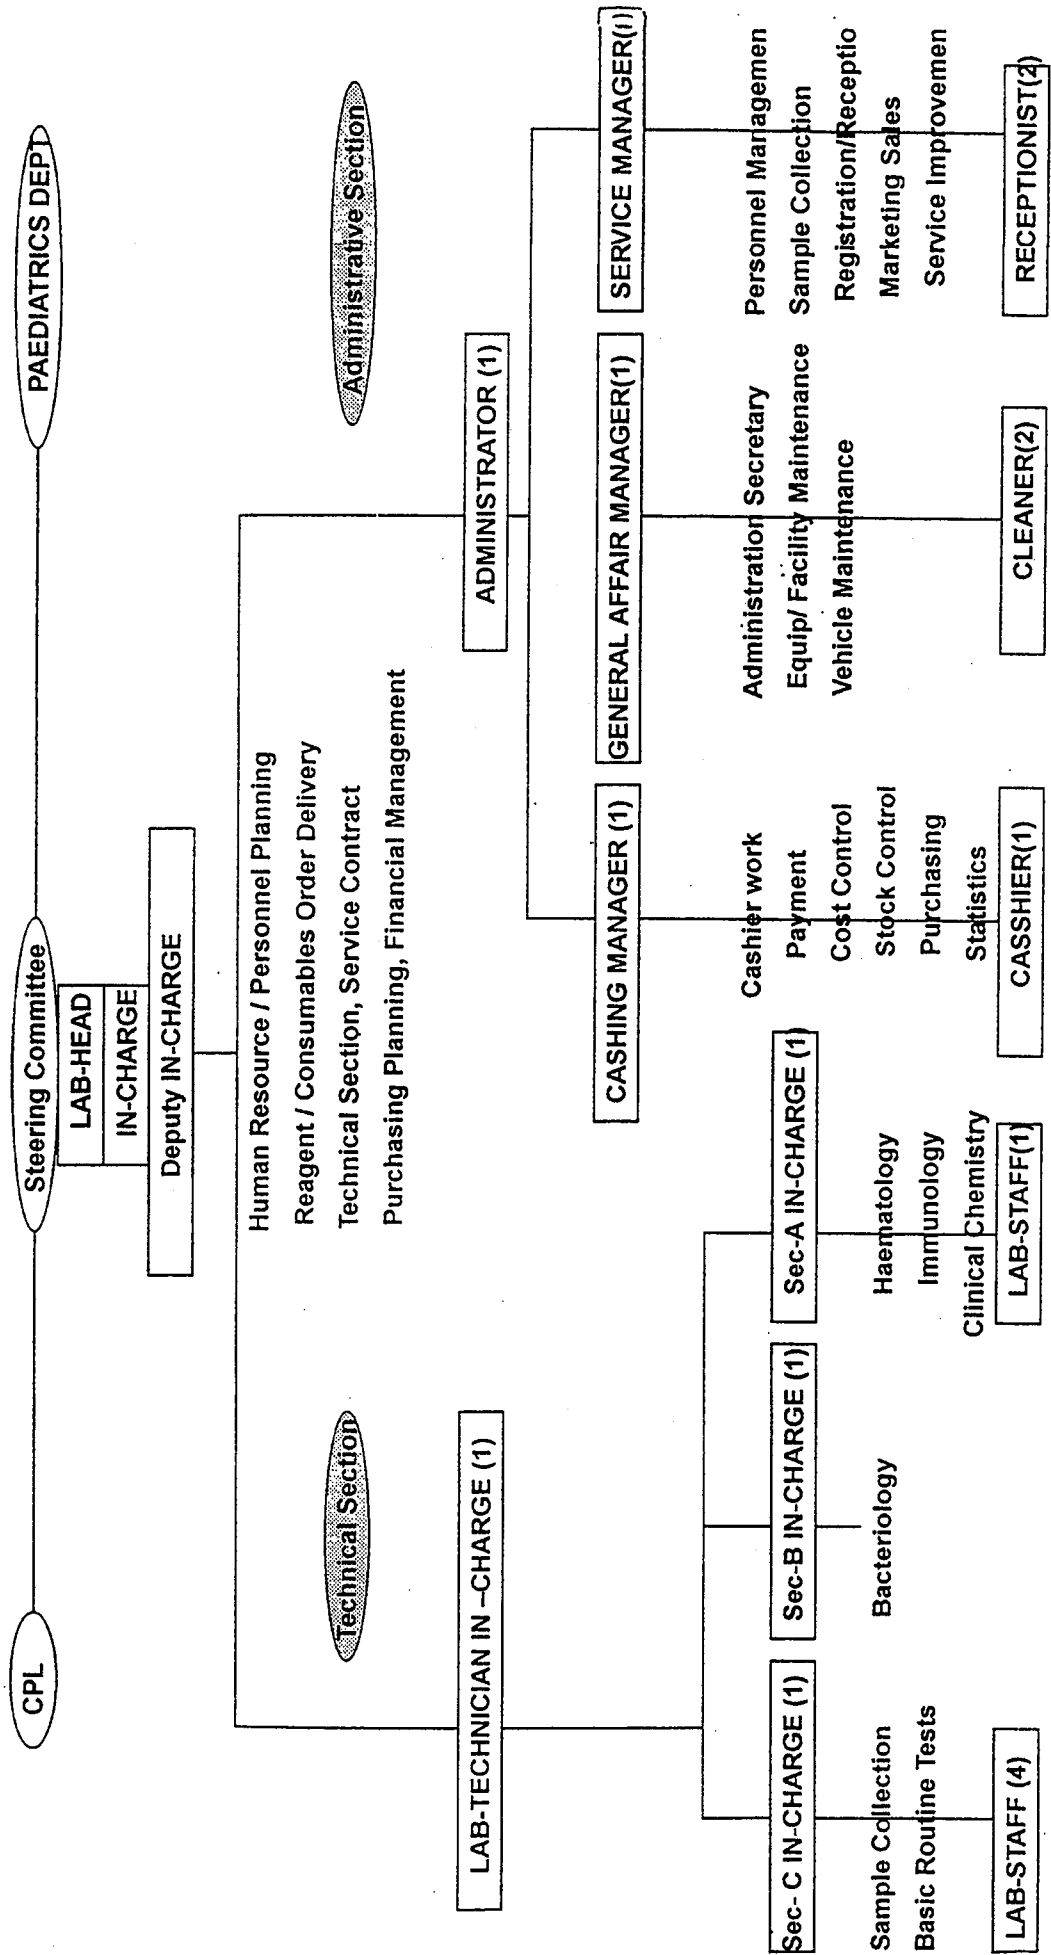 CPL
Steering Committee
PAEDIATRICS DEPT
LAB-HEAD
IN-CHARGE
Deputy IN-CHARGE
Human Resource / Personnel Planning
Reagent / Consumables Order Delivery
Technical Section, Service Contract
Purchasing Planning, Financial Management
Technical Section
Administrative Section
LAB-TECHNICIAN IN –CHARGE (1)
ADMINISTRATOR (1)
Sec- C IN-CHARGE (1)
Sample Collection
Basic Routine Tests
LAB-STAFF (4)
Sec-B IN-CHARGE (1)
Bacteriology
Sec-A IN-CHARGE (1)
Haematology
Immunology
Clinical Chemistry
LAB-STAFF(1)
CASHING MANAGER (1)
Cashier work
Payment
Cost Control
Stock Control
Purchasing
Statistics
CASSHIER(1)
GENERAL AFFAIR MANAGER(1)
Administration Secretary
Equip/ Facility Maintenance
Vehicle Maintenance
CLEANER(2)
SERVICE MANAGER(1)
Personnel Managemen
Sample Collection
Registration/Receptio
Marketing Sales
Service Improvemen
RECEPTIONIST(2)